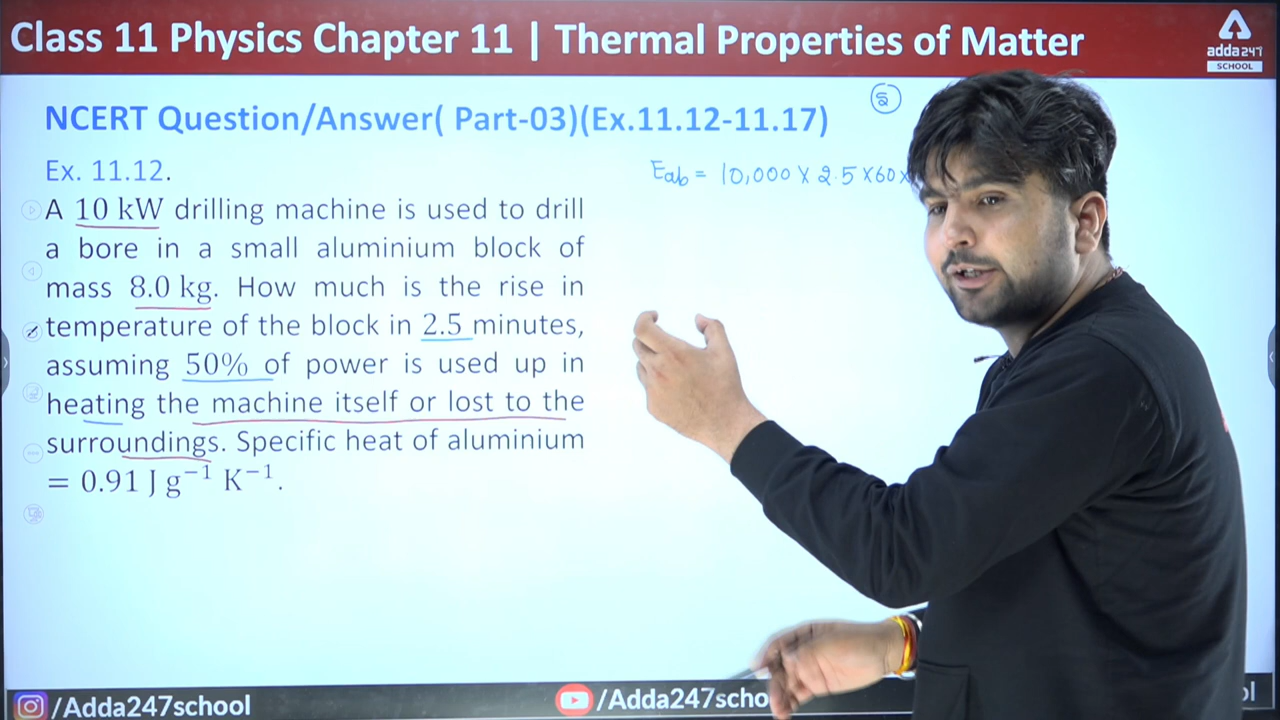 Class 11 Physics Chapter 11 | Thermal Properties of Matter
adda247
SCHOOL
NCERT Question/Answer( Part-03)(Ex.11.12-11.17)
Ex. 11.12.
E_ab = 10,000 X 2.5 X60 x
A 10 kW drilling machine is used to drill
a bore in a small aluminium block of
mass 8.0 kg. How much is the rise in
temperature of the block in 2.5 minutes,
assuming 50% of power is used up in
heating the machine itself or lost to the
surroundings. Specific heat of aluminium
= 0.91 J g⁻¹ K⁻¹.
/Adda247school
/Adda247scho
ol